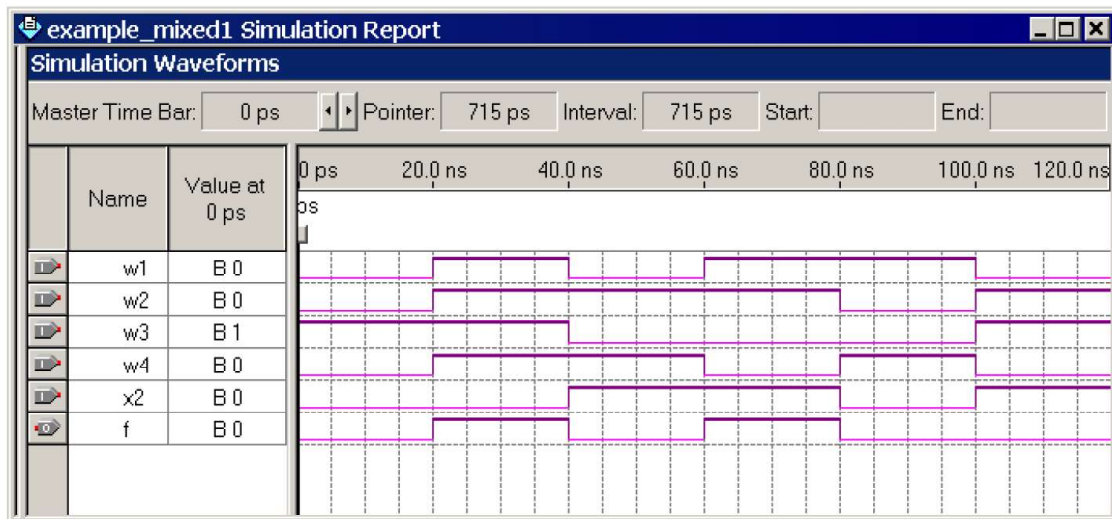 example_mixed1 Simulation Report
Simulation Waveforms
Master Time Bar: 0 ps Pointer: 715 ps Interval: 715 ps Start: End:
Name Value at 0 ps 0 ps 20.0 ns 40.0 ns 60.0 ns 80.0 ns 100.0 ns 120.0 ns
ps
w1 B 0
w2 B 0
w3 B 1
w4 B 0
x2 B 0
f B 0